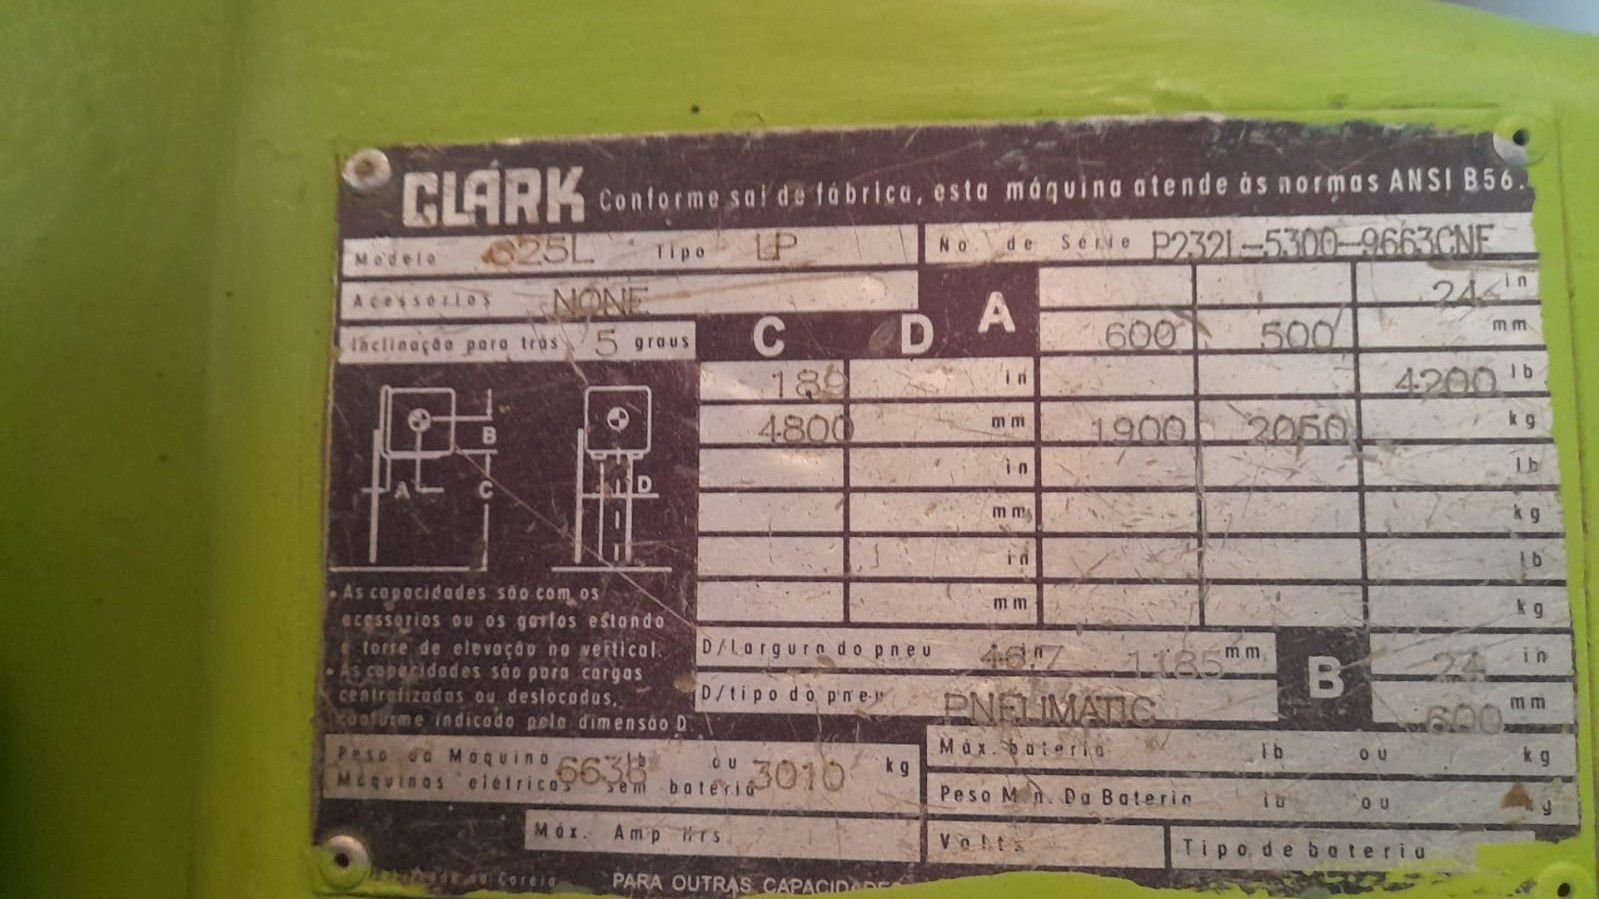 CLARK Conforme sai de fábrica, esta máquina atende às normas ANSI B56.
Modelo C25L Tipo LP No. de Série P232L-5300-9663CNF
Acessórios NONE
Inclinação para trás 5 graus
C D A
24 in
600 500 mm
189 in 4200 lb
4800 mm 1900 2050 kg
in lb
mm kg
in lb
mm kg
B
A C
D
• As capacidades são com os
acessórios ou os garfos estando
a torre de elevação na vertical.
• As capacidades são para cargas
centralizadas ou deslocadas,
conforme indicado pela dimensão D
D/Largura do pneu 46.7 in 1185 mm
D/tipo do pneu PNEUMATIC
B 24 in
600 mm
Peso da Máquina lb ou 3010 kg
Máquinas elétricas sem bateria
Máx. bateria lb ou kg
Peso Mín. Da Bateria lb ou kg
Máx. Amp Hrs.
Volts Tipo de bateria
Coréia
PARA OUTRAS CAPACIDADES